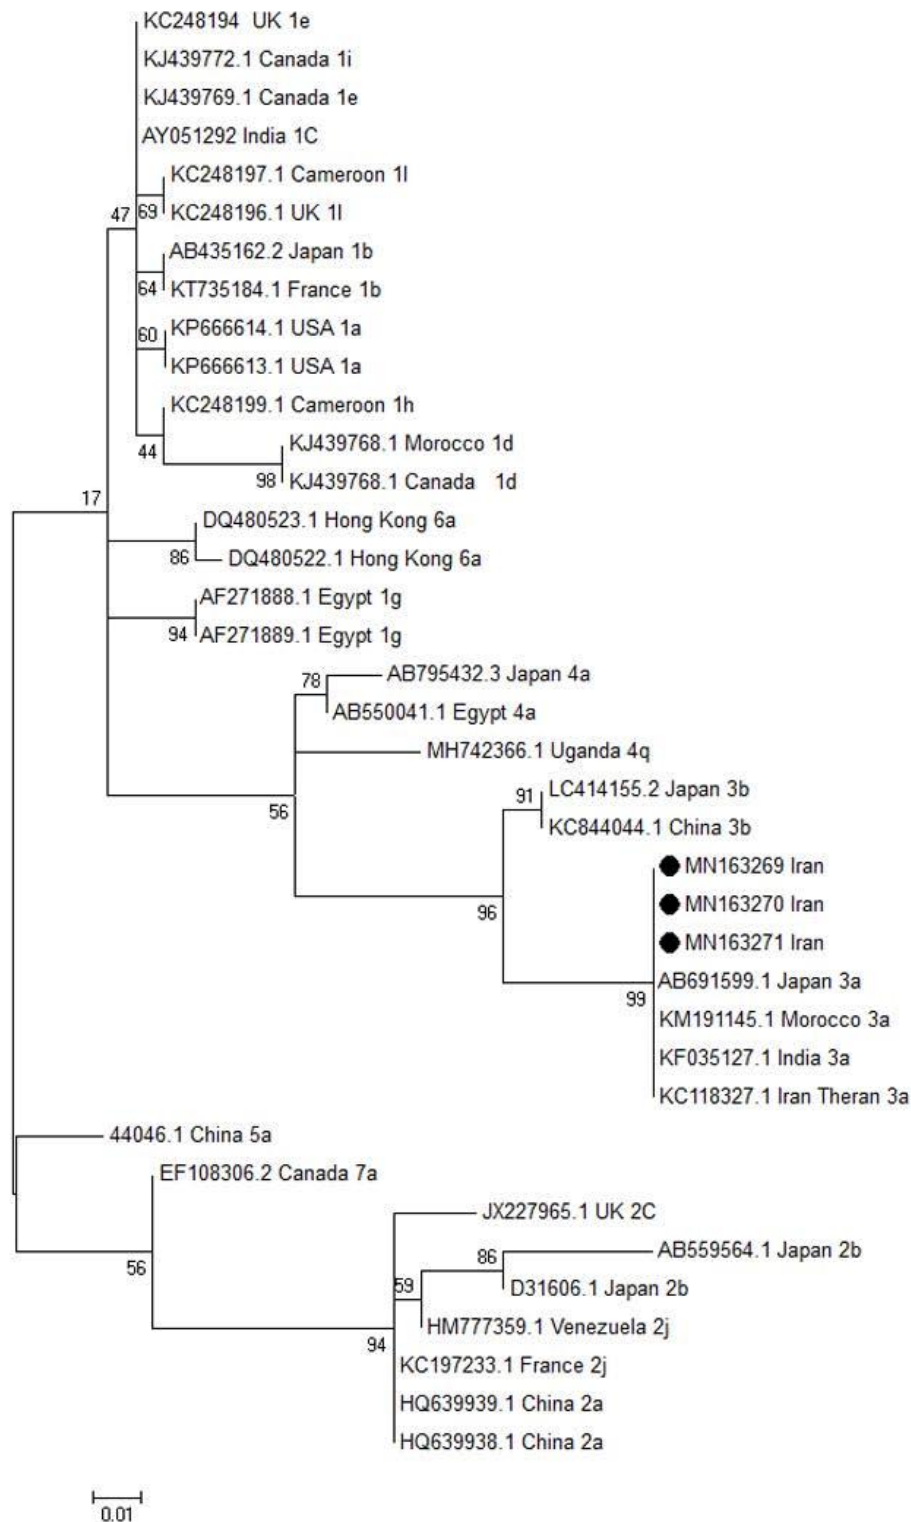 KC248194 UK 1e
KJ439772.1 Canada 1i
KJ439769.1 Canada 1e
AY051292 India 1C
KC248197.1 Cameroon 1l
47 69 KC248196.1 UK 1l
AB435162.2 Japan 1b
64 KT735184.1 France 1b
60 KP666614.1 USA 1a
KP666613.1 USA 1a
KC248199.1 Cameroon 1h
44 KJ439768.1 Morocco 1d
98 KJ439768.1 Canada 1d
17
DQ480523.1 Hong Kong 6a
86 DQ480522.1 Hong Kong 6a
AF271888.1 Egypt 1g
94 AF271889.1 Egypt 1g
78 AB795432.3 Japan 4a
AB550041.1 Egypt 4a
MH742366.1 Uganda 4q
91 LC414155.2 Japan 3b
56 KC844044.1 China 3b
MN163269 Iran
96 MN163270 Iran
MN163271 Iran
99 AB691599.1 Japan 3a
KM191145.1 Morocco 3a
KF035127.1 India 3a
KC118327.1 Iran Theran 3a
44046.1 China 5a
EF108306.2 Canada 7a
JX227965.1 UK 2C
56 86 AB559564.1 Japan 2b
59 D31606.1 Japan 2b
HM777359.1 Venezuela 2j
94 KC197233.1 France 2j
HQ639939.1 China 2a
HQ639938.1 China 2a
0.01